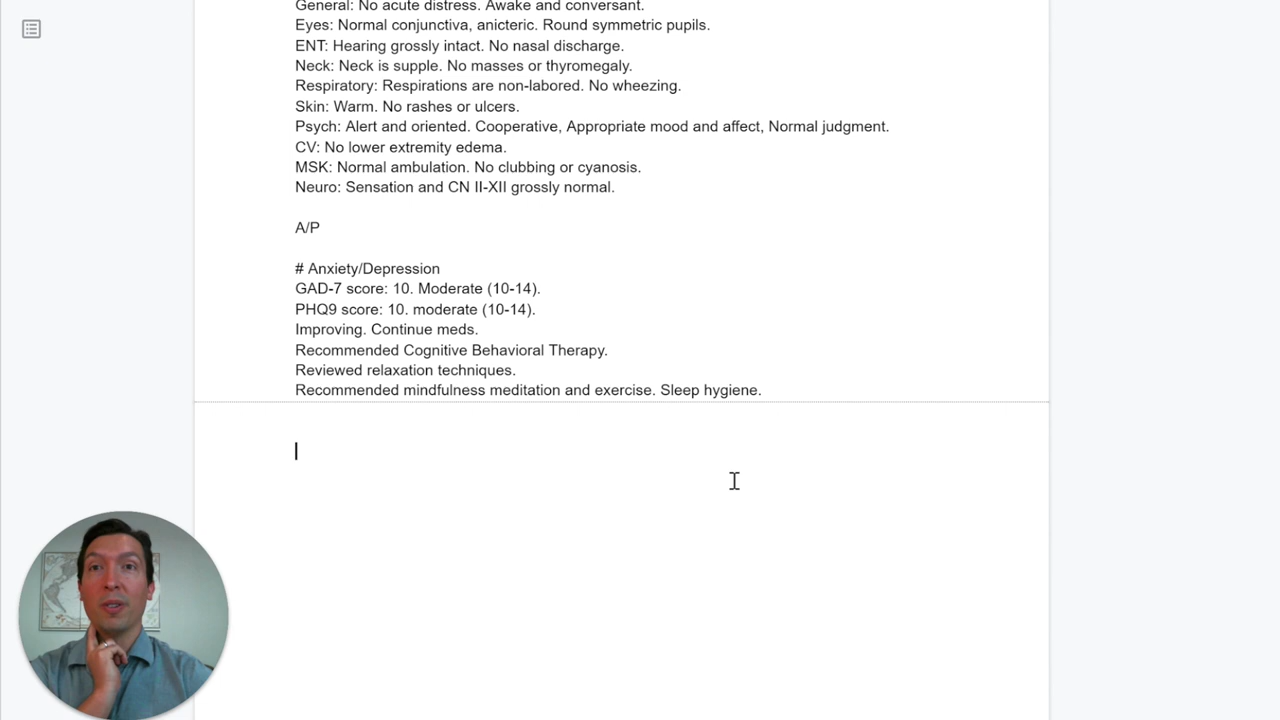 General: No acute distress. Awake and conversant.
Eyes: Normal conjunctiva, anicteric. Round symmetric pupils.
ENT: Hearing grossly intact. No nasal discharge.
Neck: Neck is supple. No masses or thyromegaly.
Respiratory: Respirations are non-labored. No wheezing.
Skin: Warm. No rashes or ulcers.
Psych: Alert and oriented. Cooperative, Appropriate mood and affect, Normal judgment.
CV: No lower extremity edema.
MSK: Normal ambulation. No clubbing or cyanosis.
Neuro: Sensation and CN II-XII grossly normal.
A/P
# Anxiety/Depression
GAD-7 score: 10. Moderate (10-14).
PHQ9 score: 10. moderate (10-14).
Improving. Continue meds.
Recommended Cognitive Behavioral Therapy.
Reviewed relaxation techniques.
Recommended mindfulness meditation and exercise. Sleep hygiene.